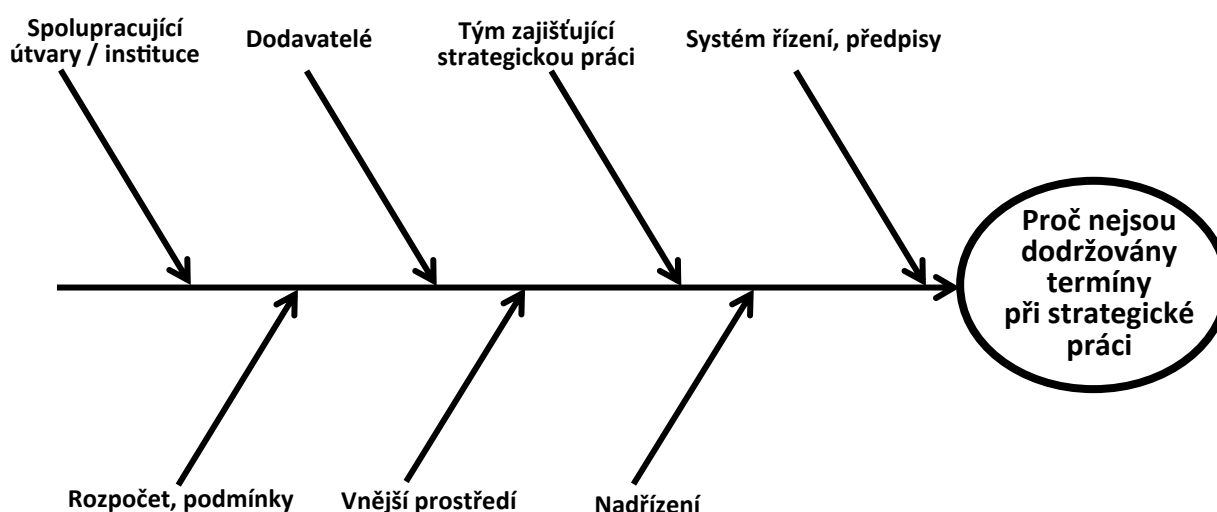 Spolupracující
útvary / instituce
Dodavatelé
Tým zajišťující
strategickou práci
Systém řízení, předpisy
Proč nejsou
dodržovány
termíny
při strategické
práci
Rozpočet, podmínky
Vnější prostředí
Nadřízení